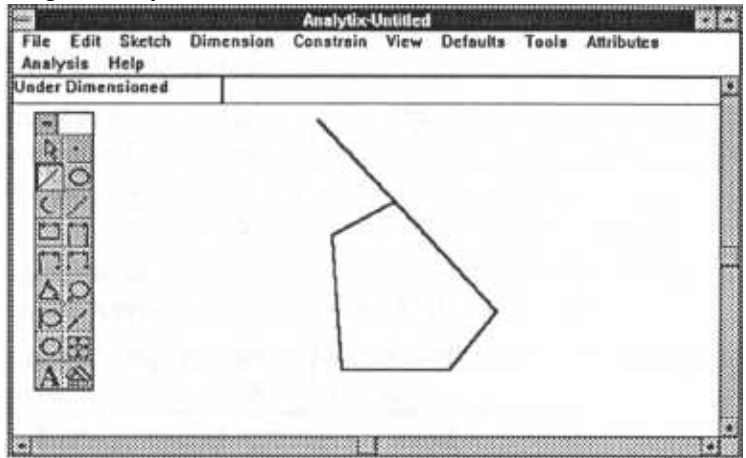 Analytix-Untitled
File Edit Sketch Dimension Constrain View Defaults Tools Attributes
Analysis Help
Under Dimensioned
A